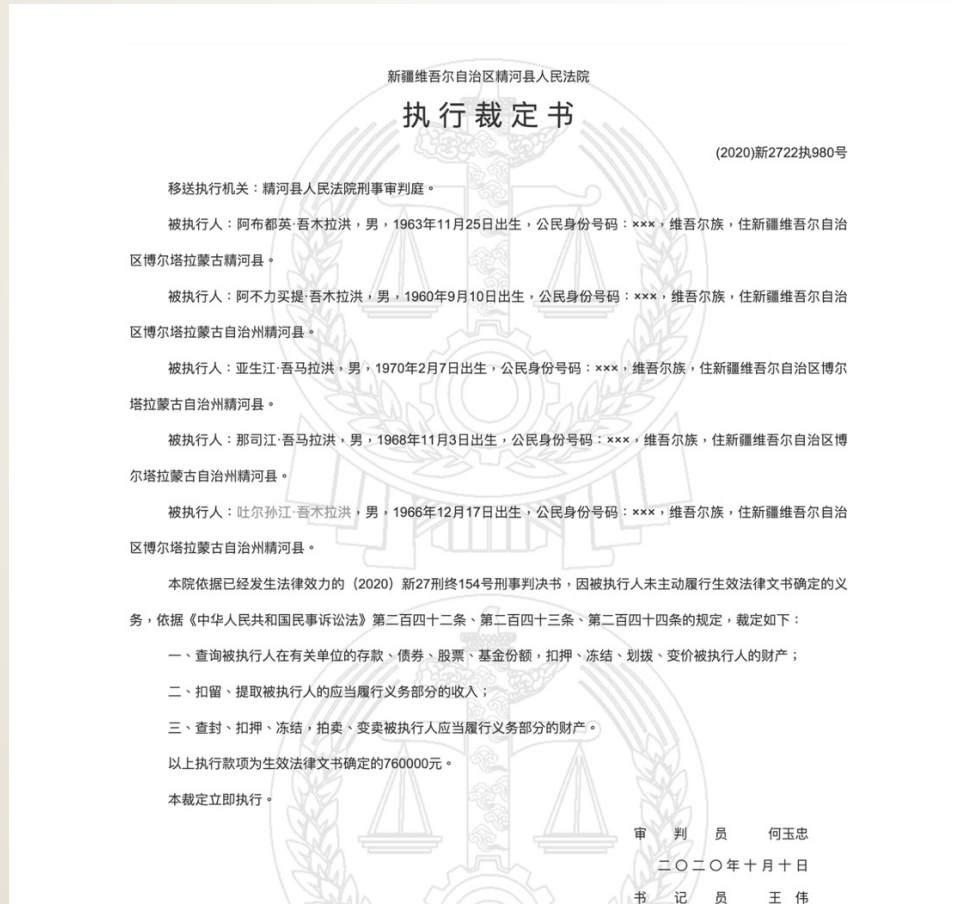 新疆维吾尔自治区精河县人民法院
执行裁定书
(2020)新2722执980号
移送执行机关：精河县人民法院刑事审判庭。
被执行人：阿布都英·吾木拉洪，男，1963年11月25日出生，公民身份号码：×××，维吾尔族，住新疆维吾尔自治
区博尔塔拉蒙古精河县。
被执行人：阿不力买提·吾木拉洪，男，1960年9月10日出生，公民身份号码：×××，维吾尔族，住新疆维吾尔自治
区博尔塔拉蒙古自治州精河县。
被执行人：亚生江·吾马拉洪，男，1970年2月7日出生，公民身份号码：×××，维吾尔族，住新疆维吾尔自治区博尔
塔拉蒙古自治州精河县。
被执行人：那司江·吾马拉洪，男，1968年11月3日出生，公民身份号码：×××，维吾尔族，住新疆维吾尔自治区博
尔塔拉蒙古自治州精河县。
被执行人：吐尔孙江·吾木拉洪，男，1966年12月17日出生，公民身份号码：×××，维吾尔族，住新疆维吾尔自治
区博尔塔拉蒙古自治州精河县。
本院依据已经发生法律效力的（2020）新27刑终154号刑事判决书，因被执行人未主动履行生效法律文书确定的义
务，依据《中华人民共和国民事诉讼法》第二百四十二条、第二百四十三条、第二百四十四条的规定，裁定如下：
一、查询被执行人在有关单位的存款、债券、股票、基金份额，扣押、冻结、划拨、变价被执行人的财产；
二、扣留、提取被执行人的应当履行义务部分的收入；
三、查封、扣押、冻结，拍卖、变卖被执行人应当履行义务部分的财产。
以上执行款项为生效法律文书确定的760000元。
本裁定立即执行。
审 判 员 何玉忠
二〇二〇年十月十日
书 记 员 王 伟